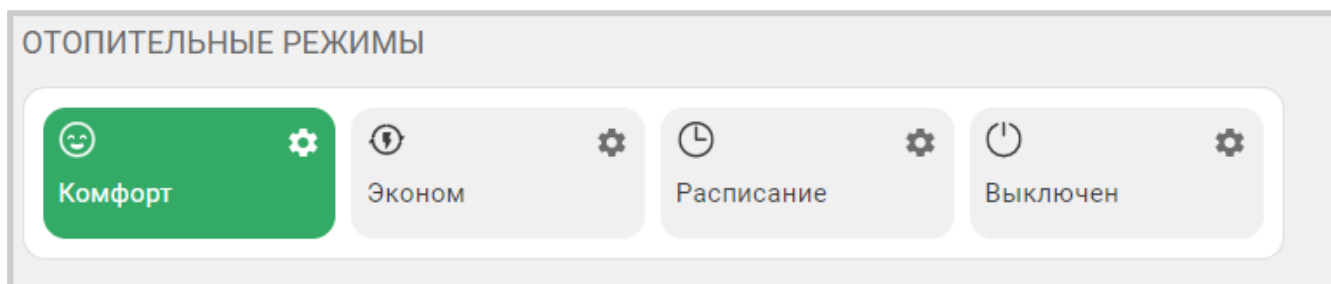 ОТОПИТЕЛЬНЫЕ РЕЖИМЫ
Комфорт
Эконом
Расписание
Выключен